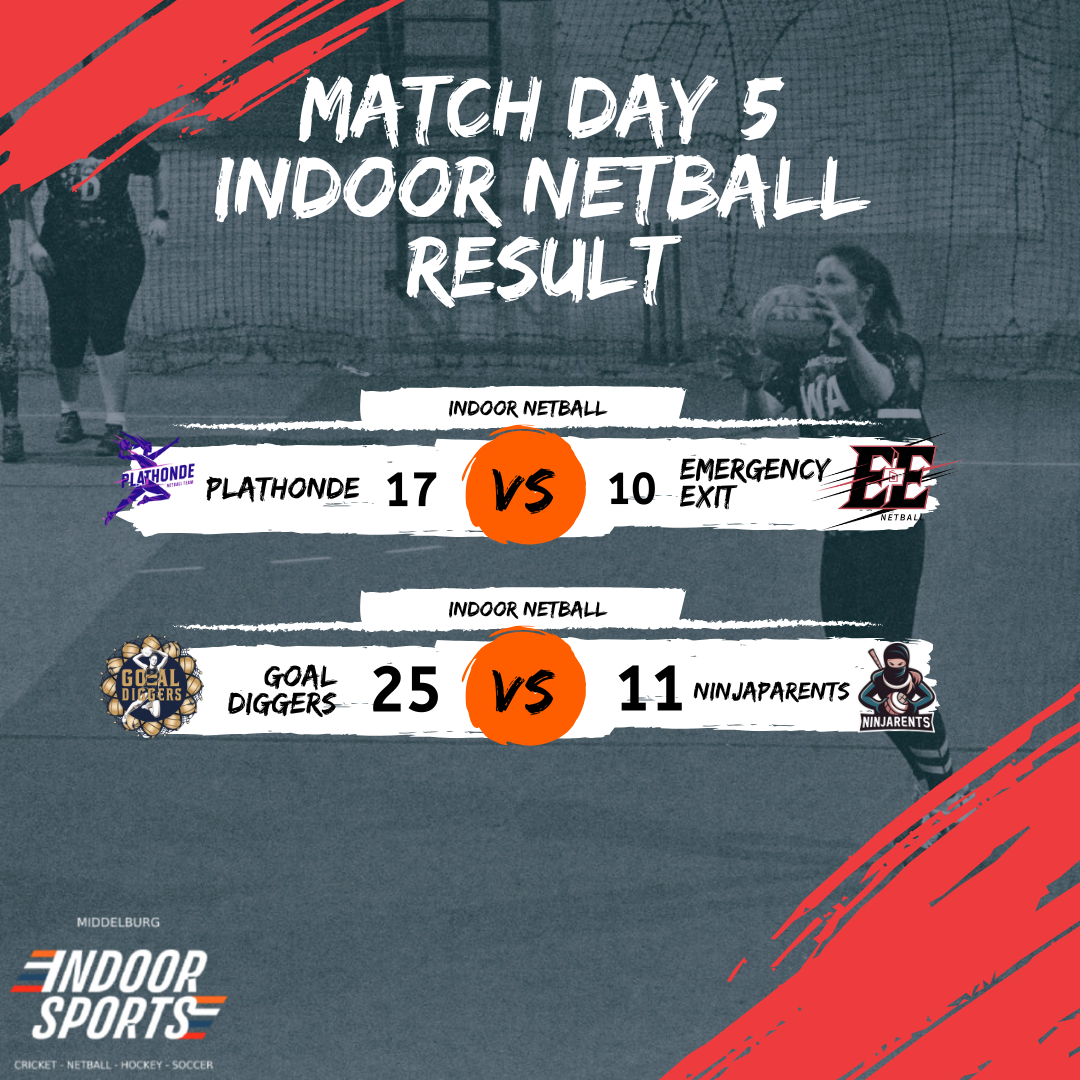 MATCH DAY 5
INDOOR NETBALL
RESULT
D
WA
INDOOR NETBALL
PLATHONDE
NETBALL TEAM
PLATHONDE
17
VS
10
EMERGENCY
EXIT
EE
NETBALL
INDOOR NETBALL
GOAL
DIGGERS
GOAL
DIGGERS
25
VS
11
NINJAPARENTS
NINJARENTS
MIDDELBURG
INDOOR
SPORTS
CRICKET - NETBALL - HOCKEY - SOCCER